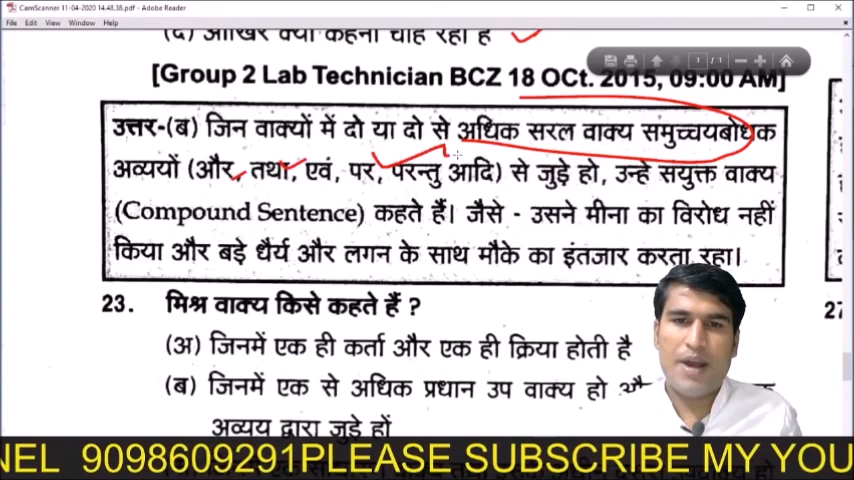 CamScanner 11-04-2020 14.48.38.pdf - Adobe Reader
File Edit View Window Help
(द) आखिर क्या कहना चाह रहा है
1 / 1
[Group 2 Lab Technician BCZ 18 OCt. 2015, 09:00 AM]
उत्तर-(ब) जिन वाक्यों में दो या दो से अधिक सरल वाक्य समुच्चयबोधक
अव्ययों (और, तथा, एवं, पर, परन्तु आदि) से जुड़े हो, उन्हे सयुक्त वाक्य
(Compound Sentence) कहते हैं। जैसे - उसने मीना का विरोध नहीं
किया और बड़े धैर्य और लगन के साथ मौके का इंतजार करता रहा।
23. मिश्र वाक्य किसे कहते हैं ?
27
(अ) जिनमें एक ही कर्ता और एक ही क्रिया होती है
(ब) जिनमें एक से अधिक प्रधान उप वाक्य हो
अव्यय द्वारा जुड़े हों
NEL 9098609291PLEASE SUBSCRIBE MY YOU